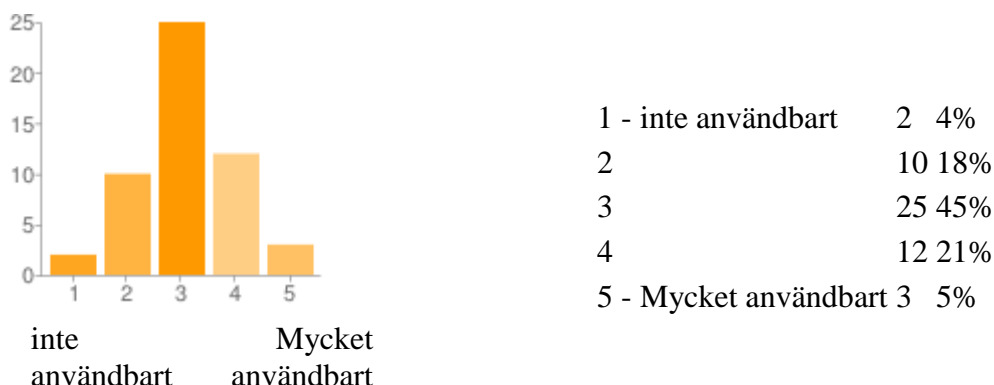 25
20
15
10
5
0
1 2 3 4 5
inte Mycket
användbart användbart
1 - inte användbart 2 4%
2 10 18%
3 25 45%
4 12 21%
5 - Mycket användbart 3 5%